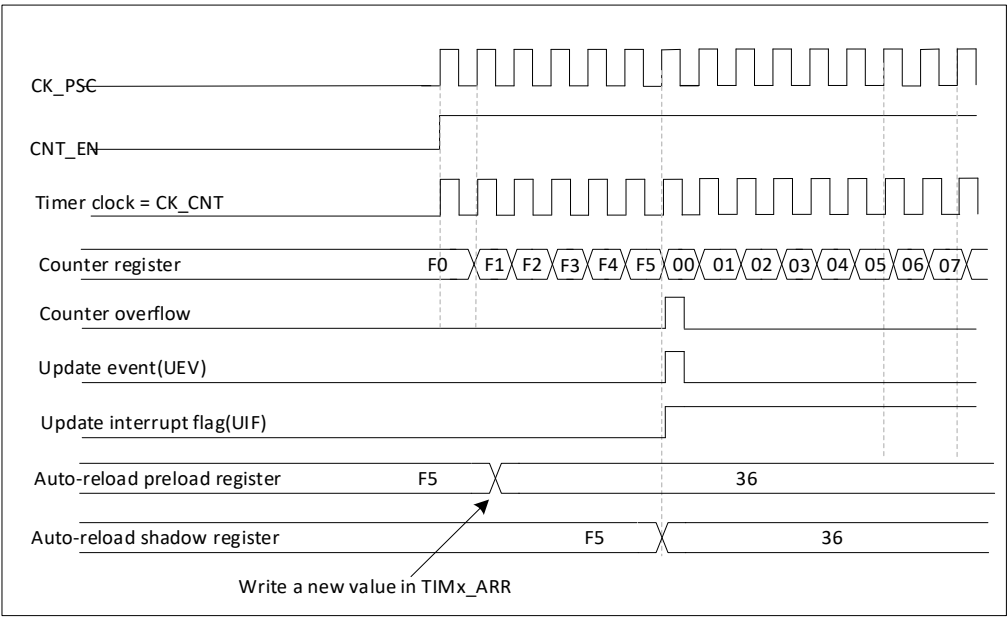 CK_PSC
CNT_EN
Timer clock = CK_CNT
Counter register F0 F1 F2 F3 F4 F5 00 01 02 03 04 05 06 07
Counter overflow
Update event(UEV)
Update interrupt flag(UIF)
Auto-reload preload register F5 36
Auto-reload shadow register F5 36
Write a new value in TIMx_ARR